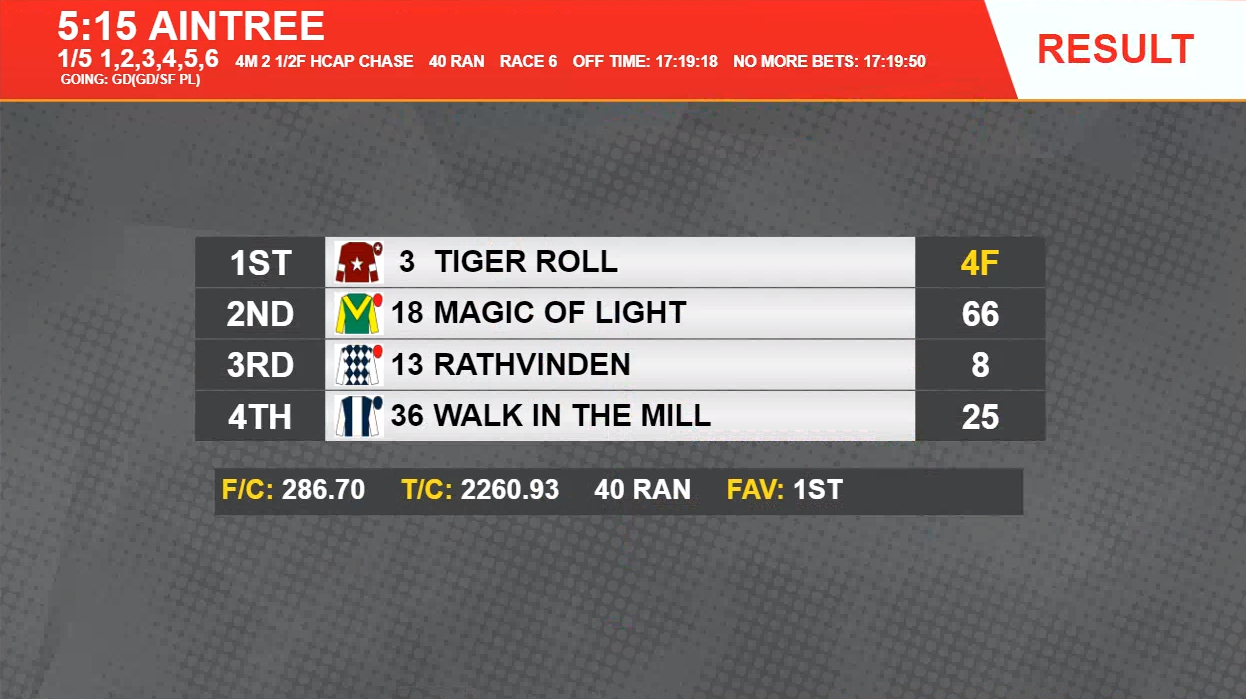 5:15 AINTREE
1/5 1,2,3,4,5,6 4M 2 1/2F HCAP CHASE 40 RAN RACE 6 OFF TIME: 17:19:18 NO MORE BETS: 17:19:50
GOING: GD(GD/SF PL)
RESULT
1ST 3 TIGER ROLL 4F
2ND 18 MAGIC OF LIGHT 66
3RD 13 RATHVINDEN 8
4TH 36 WALK IN THE MILL 25
F/C: 286.70 T/C: 2260.93 40 RAN FAV: 1ST